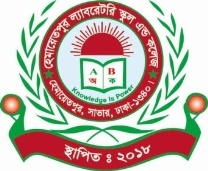 হেমায়েতপুর ল্যাবরেটরি স্কুল এন্ড কলেজ
A B
অ ক
Knowledge is Power
হেমায়েতপুর, সাভার, ঢাকা-১৩৪০।
স্থাপিত ঃ ২০১৮